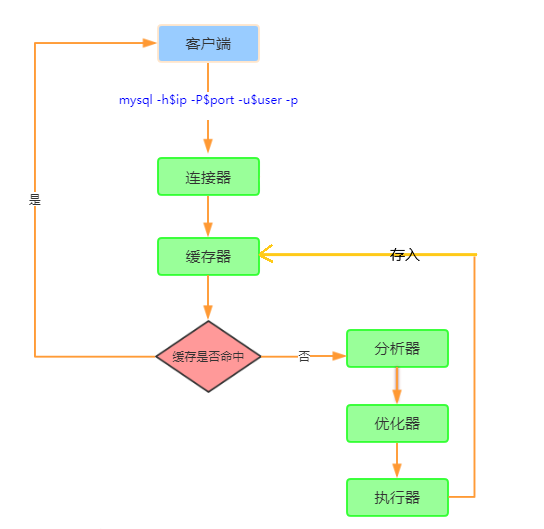 客户端
mysql -h$ip -P$port -u$user -p
连接器
是
缓存器
存入
缓存是否命中
否
分析器
优化器
执行器